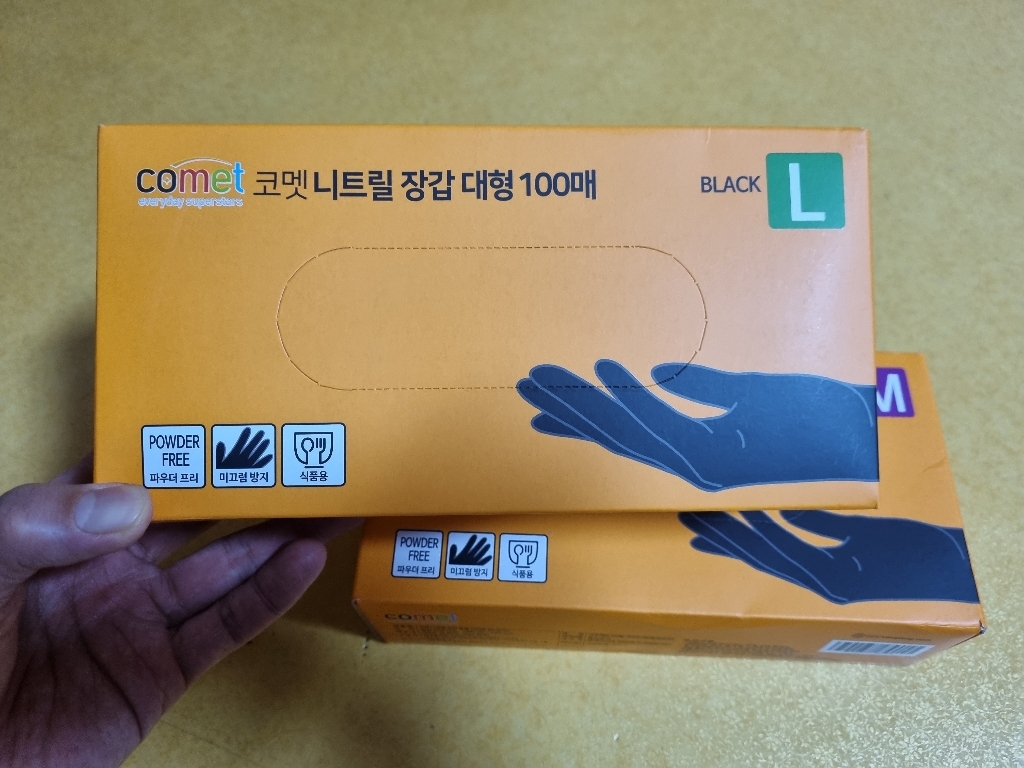 comet
everyday superstars
코멧 니트릴 장갑 대형 100매
BLACK L
POWDER
FREE
파우더 프리
미끄럼 방지
식품용
M
POWDER
FREE
파우더 프리
미끄럼 방지
식품용
comet